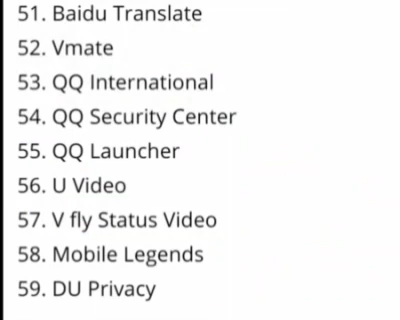 51. Baidu Translate
52. Vmate
53. QQ International
54. QQ Security Center
55. QQ Launcher
56. U Video
57. V fly Status Video
58. Mobile Legends
59. DU Privacy